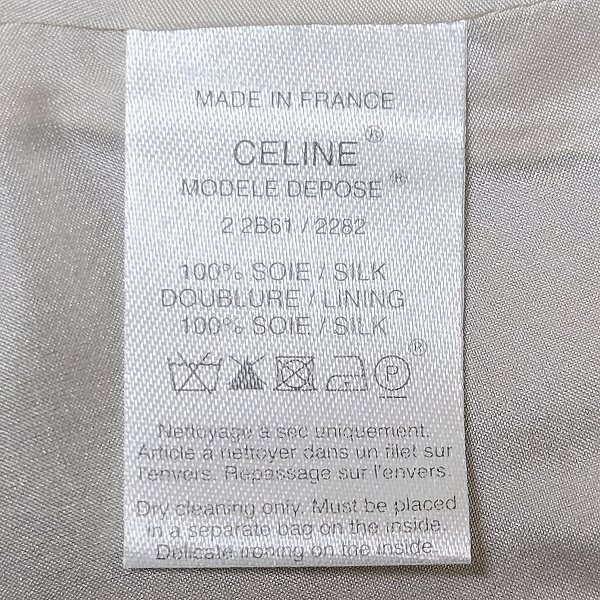 MADE IN FRANCE
CELINE®
MODELE DEPOSE®
2 2B61 / 2282
100% SOIE / SILK
DOUBLURE / LINING
100% SOIE / SILK
P ®
Nettoyage à sec uniquement.
Article à nettoyer dans un filet sur
l'envers. Repassage sur l'envers.
Dry cleaning only. Must be placed
in a separate bag on the inside.
Delicate ironing on the inside.